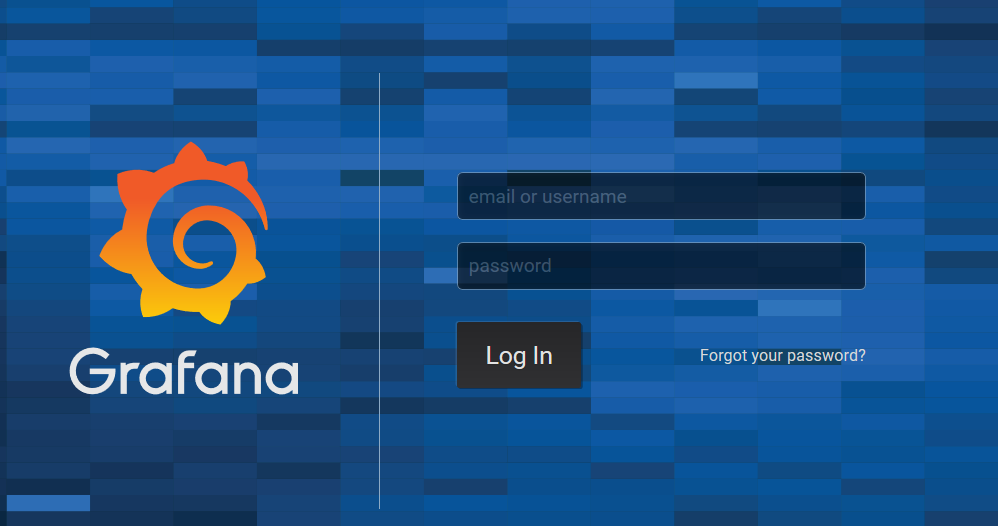 Grafana
email or username
password
Log In
Forgot your password?